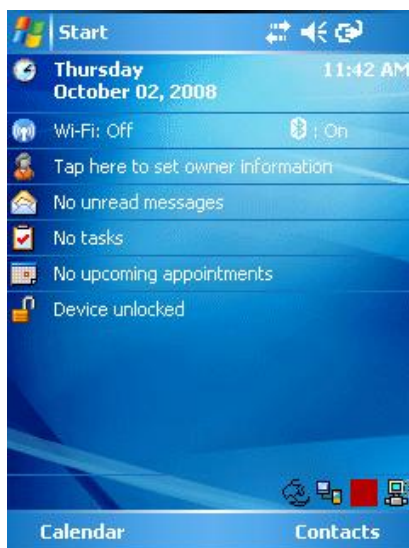 Start
Thursday 11:42 AM
October 02, 2008
Wi-Fi: Off : On
Tap here to set owner information
No unread messages
No tasks
No upcoming appointments
Device unlocked
Calendar Contacts